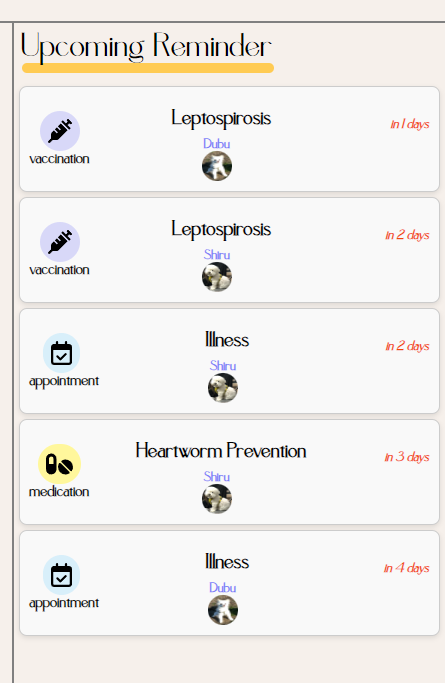 Upcoming Reminder
Leptospirosis
in 1 days
Dubu
vaccination
Leptospirosis
in 2 days
Shiru
vaccination
Illness
in 2 days
Shiru
appointment
Heartworm Prevention
in 3 days
Shiru
medication
Illness
in 4 days
Dubu
appointment